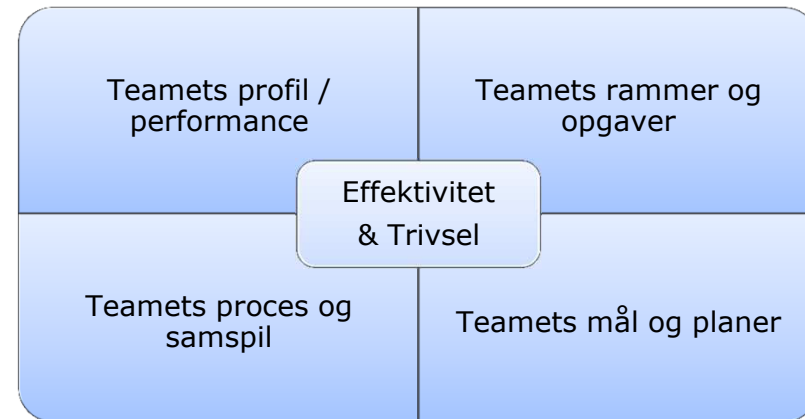 Teamets profil /
performance
Teamets rammer og
opgaver
Effektivitet
& Trivsel
Teamets proces og
samspil
Teamets mål og planer